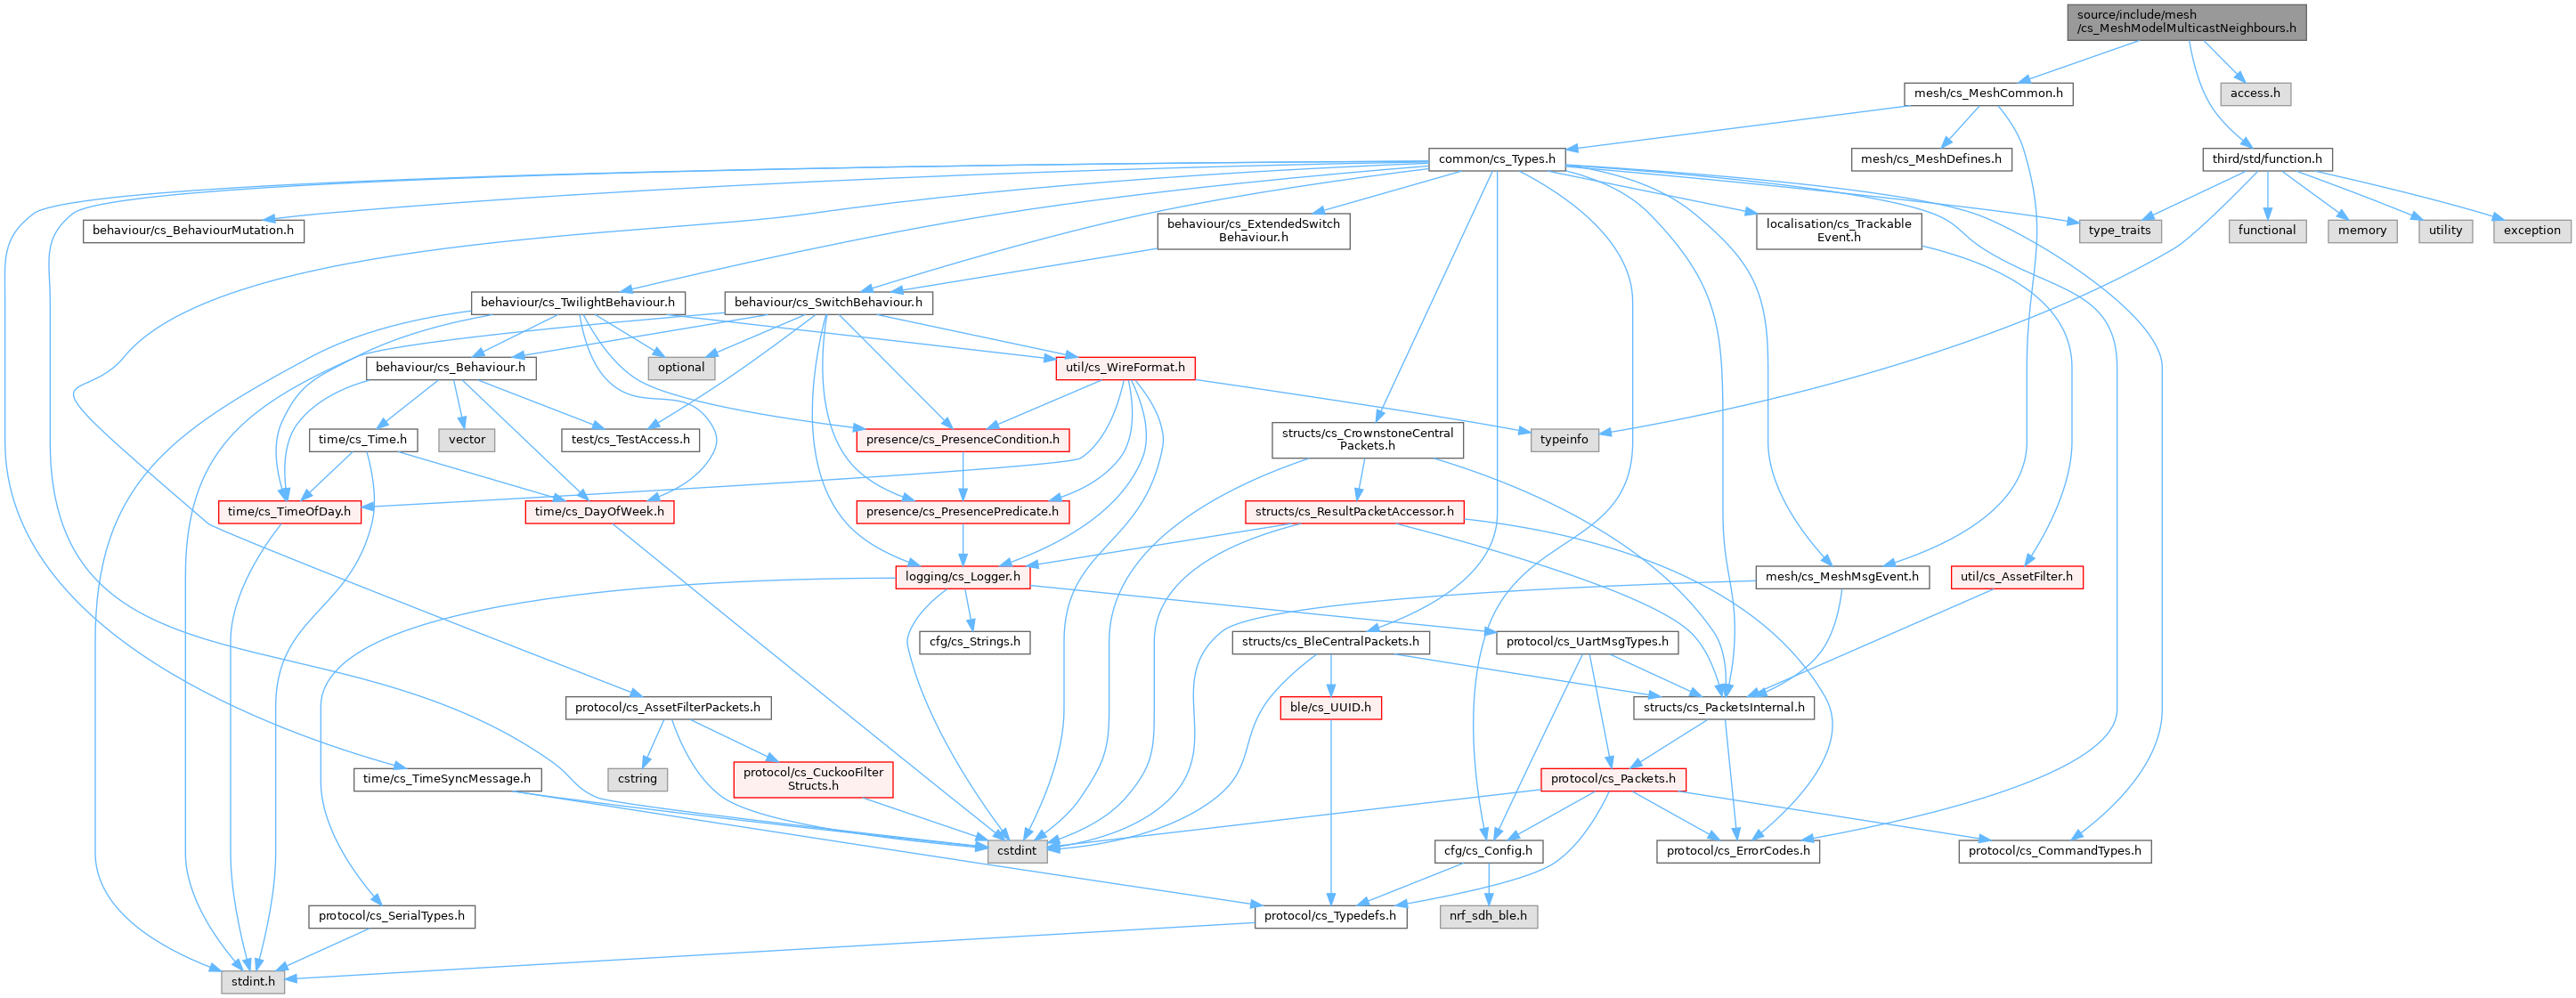 source/include/mesh
/cs_MeshModelMulticastNeighbours.h
mesh/cs_MeshCommon.h
access.h
common/cs_Types.h
mesh/cs_MeshDefines.h
third/std/function.h
behaviour/cs_BehaviourMutation.h
behaviour/cs_ExtendedSwitch
Behaviour.h
localisation/cs_Trackable
Event.h
type_traits
functional
memory
utility
exception
behaviour/cs_TwilightBehaviour.h
behaviour/cs_SwitchBehaviour.h
behaviour/cs_Behaviour.h
optional
util/cs_WireFormat.h
time/cs_Time.h
vector
test/cs_TestAccess.h
presence/cs_PresenceCondition.h
structs/cs_CrownstoneCentral
Packets.h
typeinfo
time/cs_TimeOfDay.h
time/cs_DayOfWeek.h
presence/cs_PresencePredicate.h
structs/cs_ResultPacketAccessor.h
logging/cs_Logger.h
mesh/cs_MeshMsgEvent.h
util/cs_AssetFilter.h
cfg/cs_Strings.h
structs/cs_BleCentralPackets.h
protocol/cs_UartMsgTypes.h
protocol/cs_AssetFilterPackets.h
ble/cs_UUID.h
structs/cs_PacketsInternal.h
time/cs_TimeSyncMessage.h
cstring
protocol/cs_CuckooFilter
Structs.h
protocol/cs_Packets.h
cstdint
cfg/cs_Config.h
protocol/cs_ErrorCodes.h
protocol/cs_CommandTypes.h
protocol/cs_SerialTypes.h
protocol/cs_Typedefs.h
nrf_sdh_ble.h
stdint.h